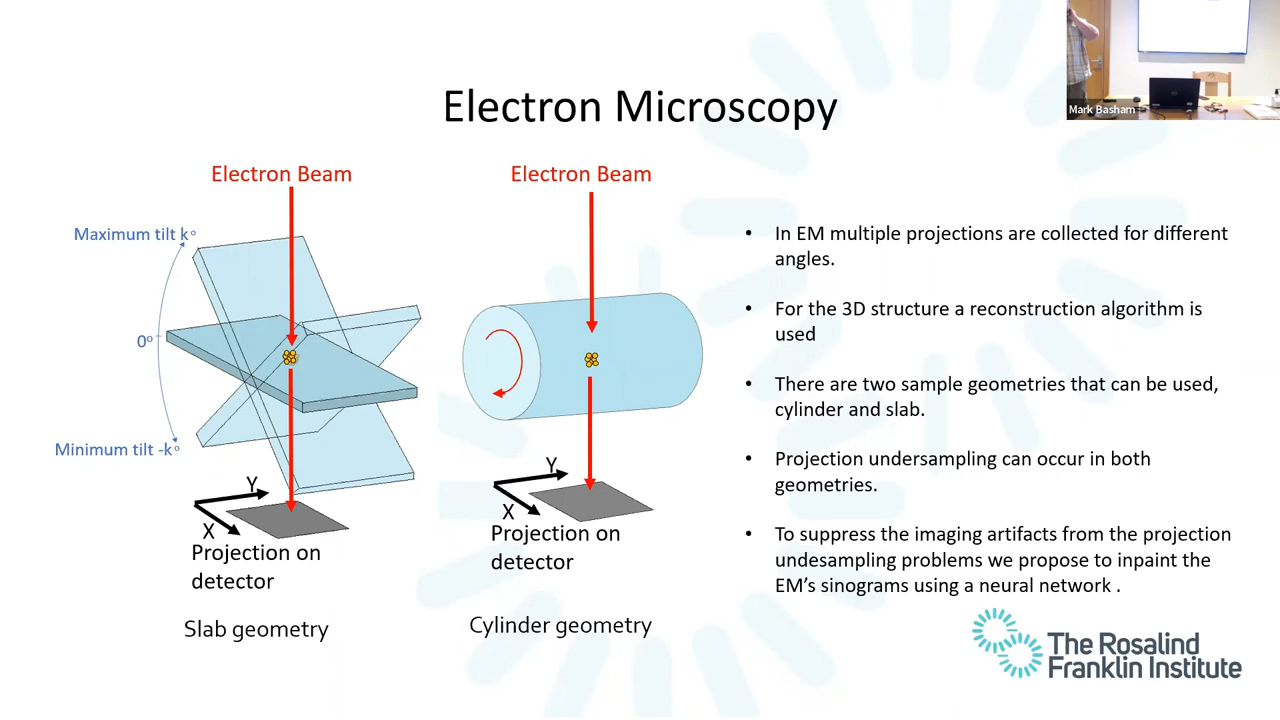 Mark Basham
Electron Microscopy
Electron Beam
Electron Beam
Maximum tilt kº
0º
Minimum tilt -kº
Y
X
Projection on
detector
Slab geometry
Y
X
Projection on
detector
Cylinder geometry
• In EM multiple projections are collected for different
angles.
• For the 3D structure a reconstruction algorithm is
used
• There are two sample geometries that can be used,
cylinder and slab.
• Projection undersampling can occur in both
geometries.
• To suppress the imaging artifacts from the projection
undesampling problems we propose to inpaint the
EM’s sinograms using a neural network .
The Rosalind
Franklin Institute